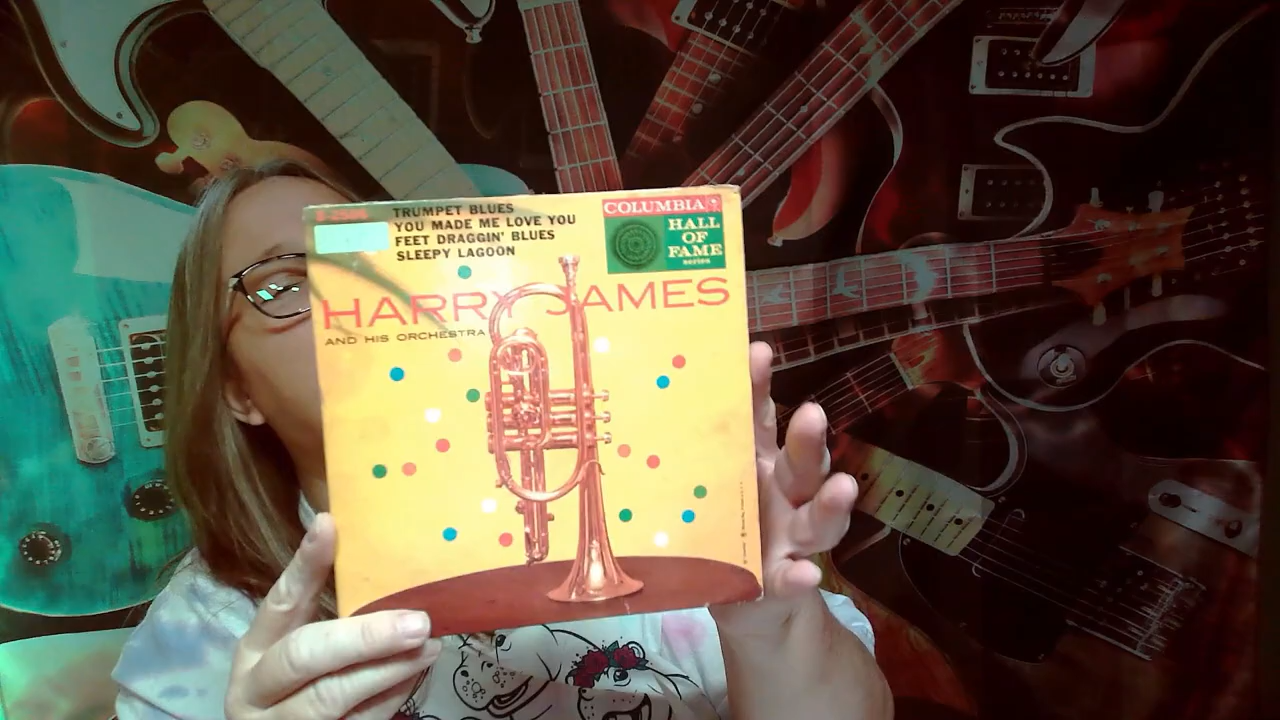 TRUMPET BLUES
YOU MADE ME LOVE YOU
FEET DRAGGIN' BLUES
SLEEPY LAGOON
COLUMBIA
HALL
OF
FAME
series
HARRY JAMES
AND HIS ORCHESTRA